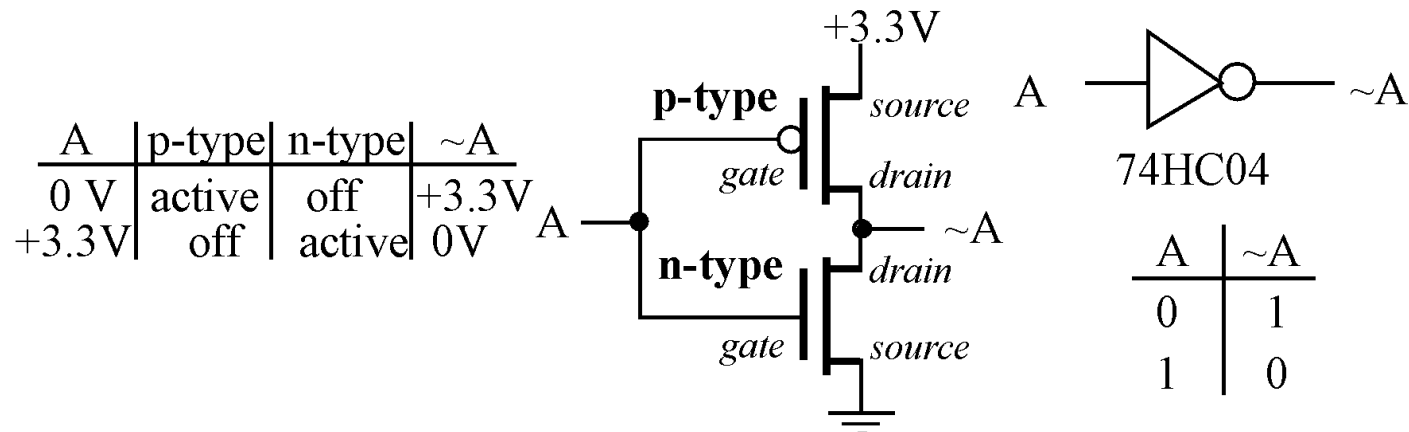 A p-type n-type ~A
0 V active off +3.3V
+3.3V off active 0V
+3.3V
p-type
source
gate
drain
A
~A
n-type
drain
gate
source
A ~A
74HC04
A ~A
0 1
1 0